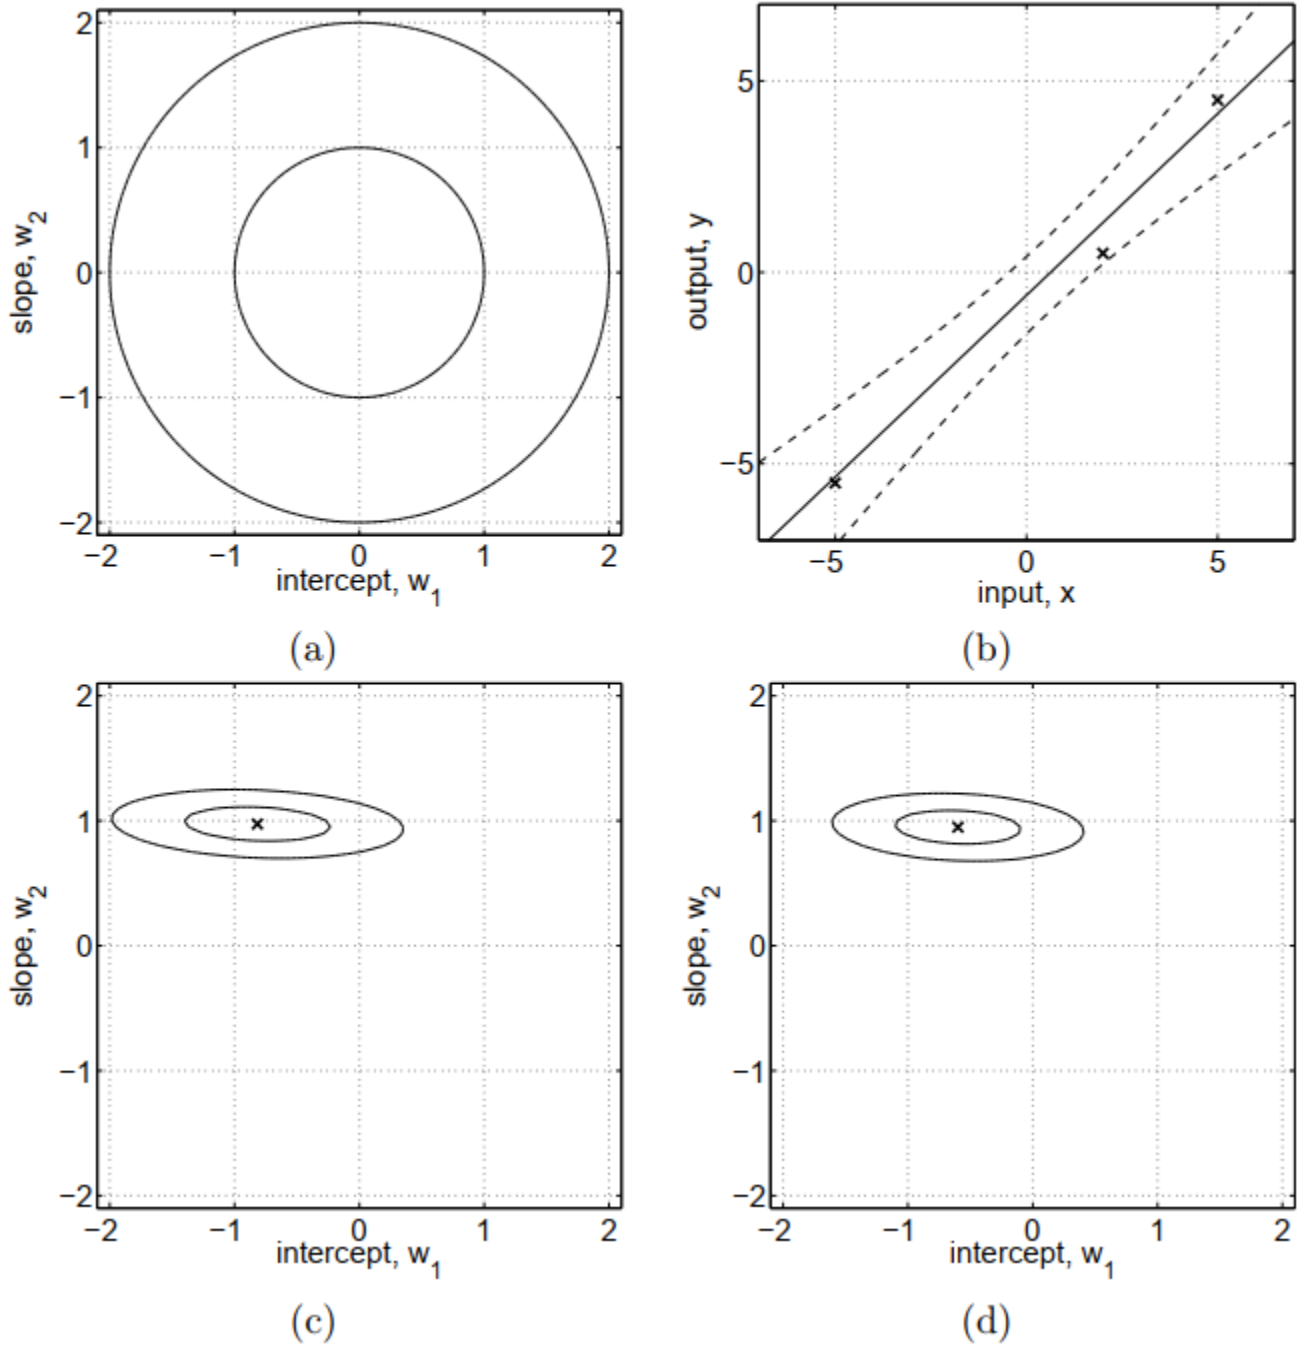 2
1
0
−1
−2
slope, w2
−2 −1 0 1 2
intercept, w1
(a)
5
0
−5
output, y
−5 0 5
input, x
(b)
2
1
0
−1
−2
slope, w2
−2 −1 0 1 2
intercept, w1
(c)
2
1
0
−1
−2
slope, w2
−2 −1 0 1 2
intercept, w1
(d)